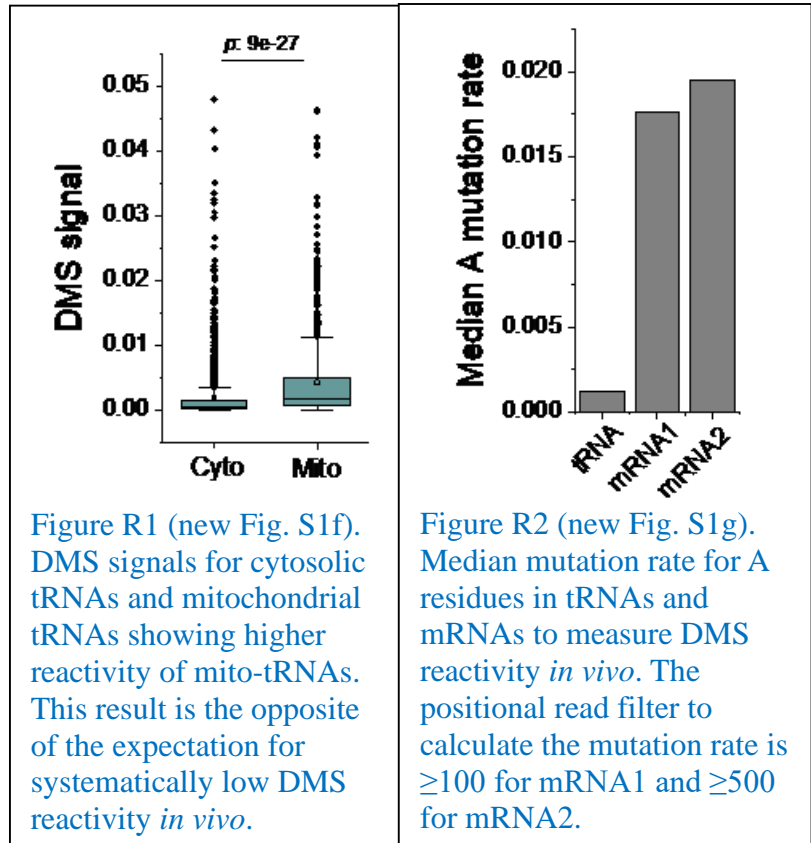 p: 9e-27
0.05
0.04
0.03
0.02
0.01
0.00
DMS signal
Cyto Mito
Figure R1 (new Fig. S1f).
DMS signals for cytosolic
tRNAs and mitochondrial
tRNAs showing higher
reactivity of mito-tRNAs.
This result is the opposite
of the expectation for
systematically low DMS
reactivity in vivo.
0.020
0.015
0.010
0.005
0.000
Median A mutation rate
tRNA mRNA1 mRNA2
Figure R2 (new Fig. S1g).
Median mutation rate for A
residues in tRNAs and
mRNAs to measure DMS
reactivity in vivo. The
positional read filter to
calculate the mutation rate is
≥100 for mRNA1 and ≥500
for mRNA2.